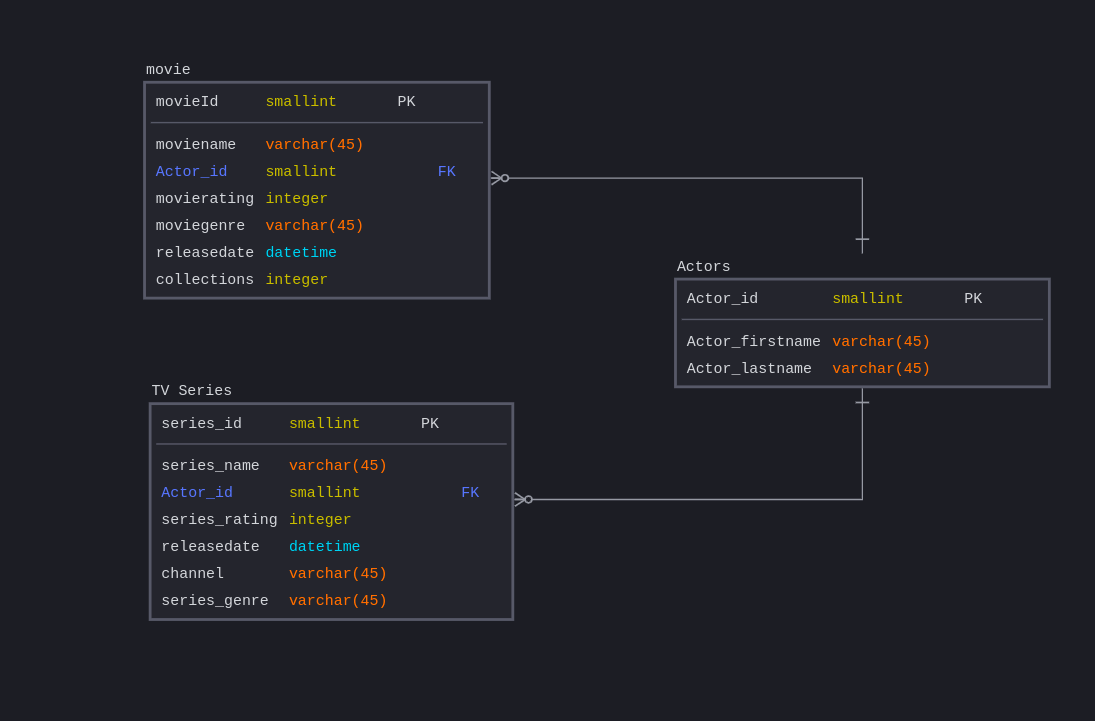 movie
movieId smallint PK
moviename varchar(45)
Actor_id smallint FK
movierating integer
moviegenre varchar(45)
releasedate datetime
collections integer
Actors
Actor_id smallint PK
Actor_firstname varchar(45)
Actor_lastname varchar(45)
TV Series
series_id smallint PK
series_name varchar(45)
Actor_id smallint FK
series_rating integer
releasedate datetime
channel varchar(45)
series_genre varchar(45)